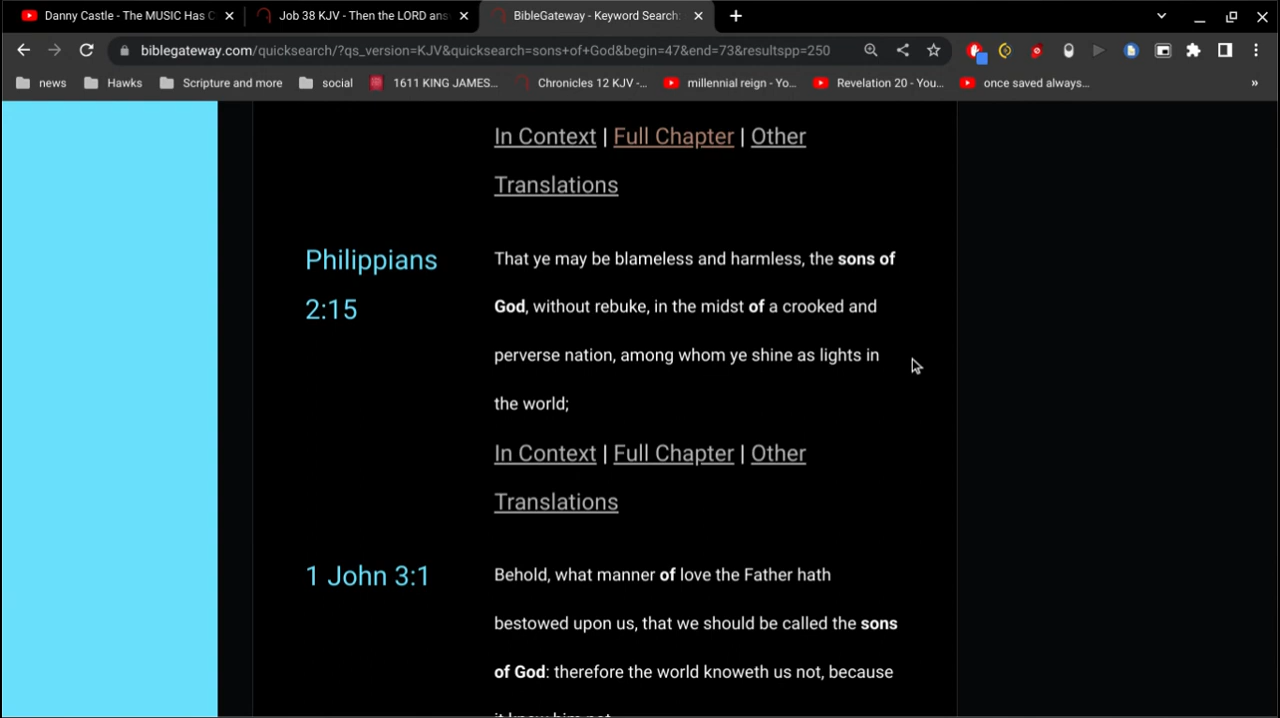 Danny Castle - The MUSIC Has C
Job 38 KJV - Then the LORD ans
BibleGateway - Keyword Search:
biblegateway.com/quicksearch/?qs_version=KJV&quicksearch=sons+of+God&begin=47&end=73&resultspp=250
news
Hawks
Scripture and more
social
1611 KING JAMES...
Chronicles 12 KJV -...
millennial reign - Yo...
Revelation 20 - You...
once saved always...
»
In Context | Full Chapter | Other
Translations
Philippians
2:15
That ye may be blameless and harmless, the sons of
God, without rebuke, in the midst of a crooked and
perverse nation, among whom ye shine as lights in
the world;
In Context | Full Chapter | Other
Translations
1 John 3:1
Behold, what manner of love the Father hath
bestowed upon us, that we should be called the sons
of God: therefore the world knoweth us not, because
it knew him not.